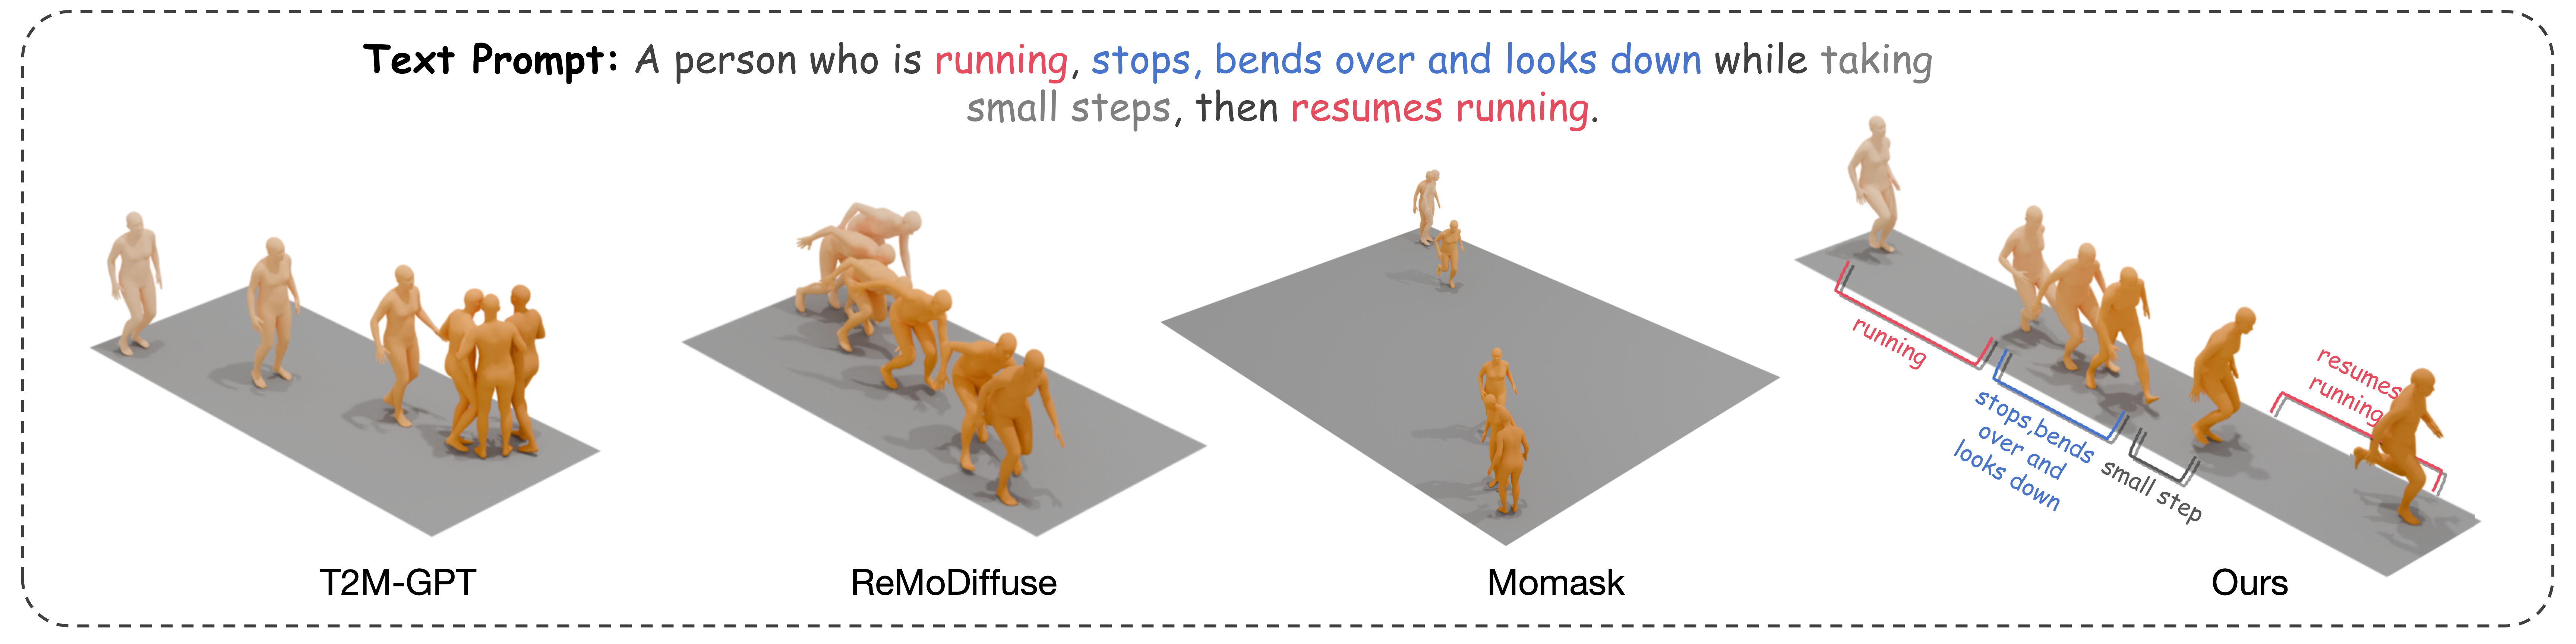 Text Prompt: A person who is running, stops, bends over and looks down while taking
small steps, then resumes running.
running
stops,bends
over and
looks down
small step
resumes
running
T2M-GPT
ReMoDiffuse
Momask
Ours